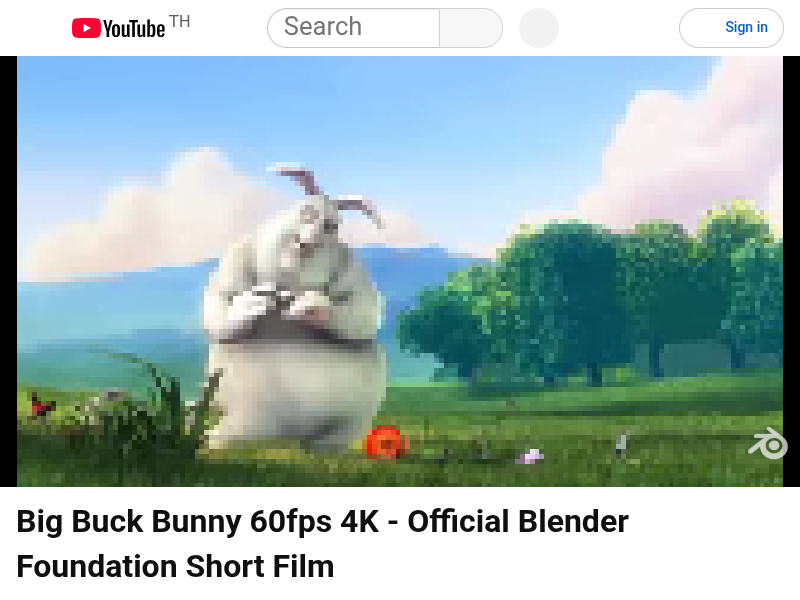 YouTube TH
Search
Sign in
Big Buck Bunny 60fps 4K - Official Blender
Foundation Short Film